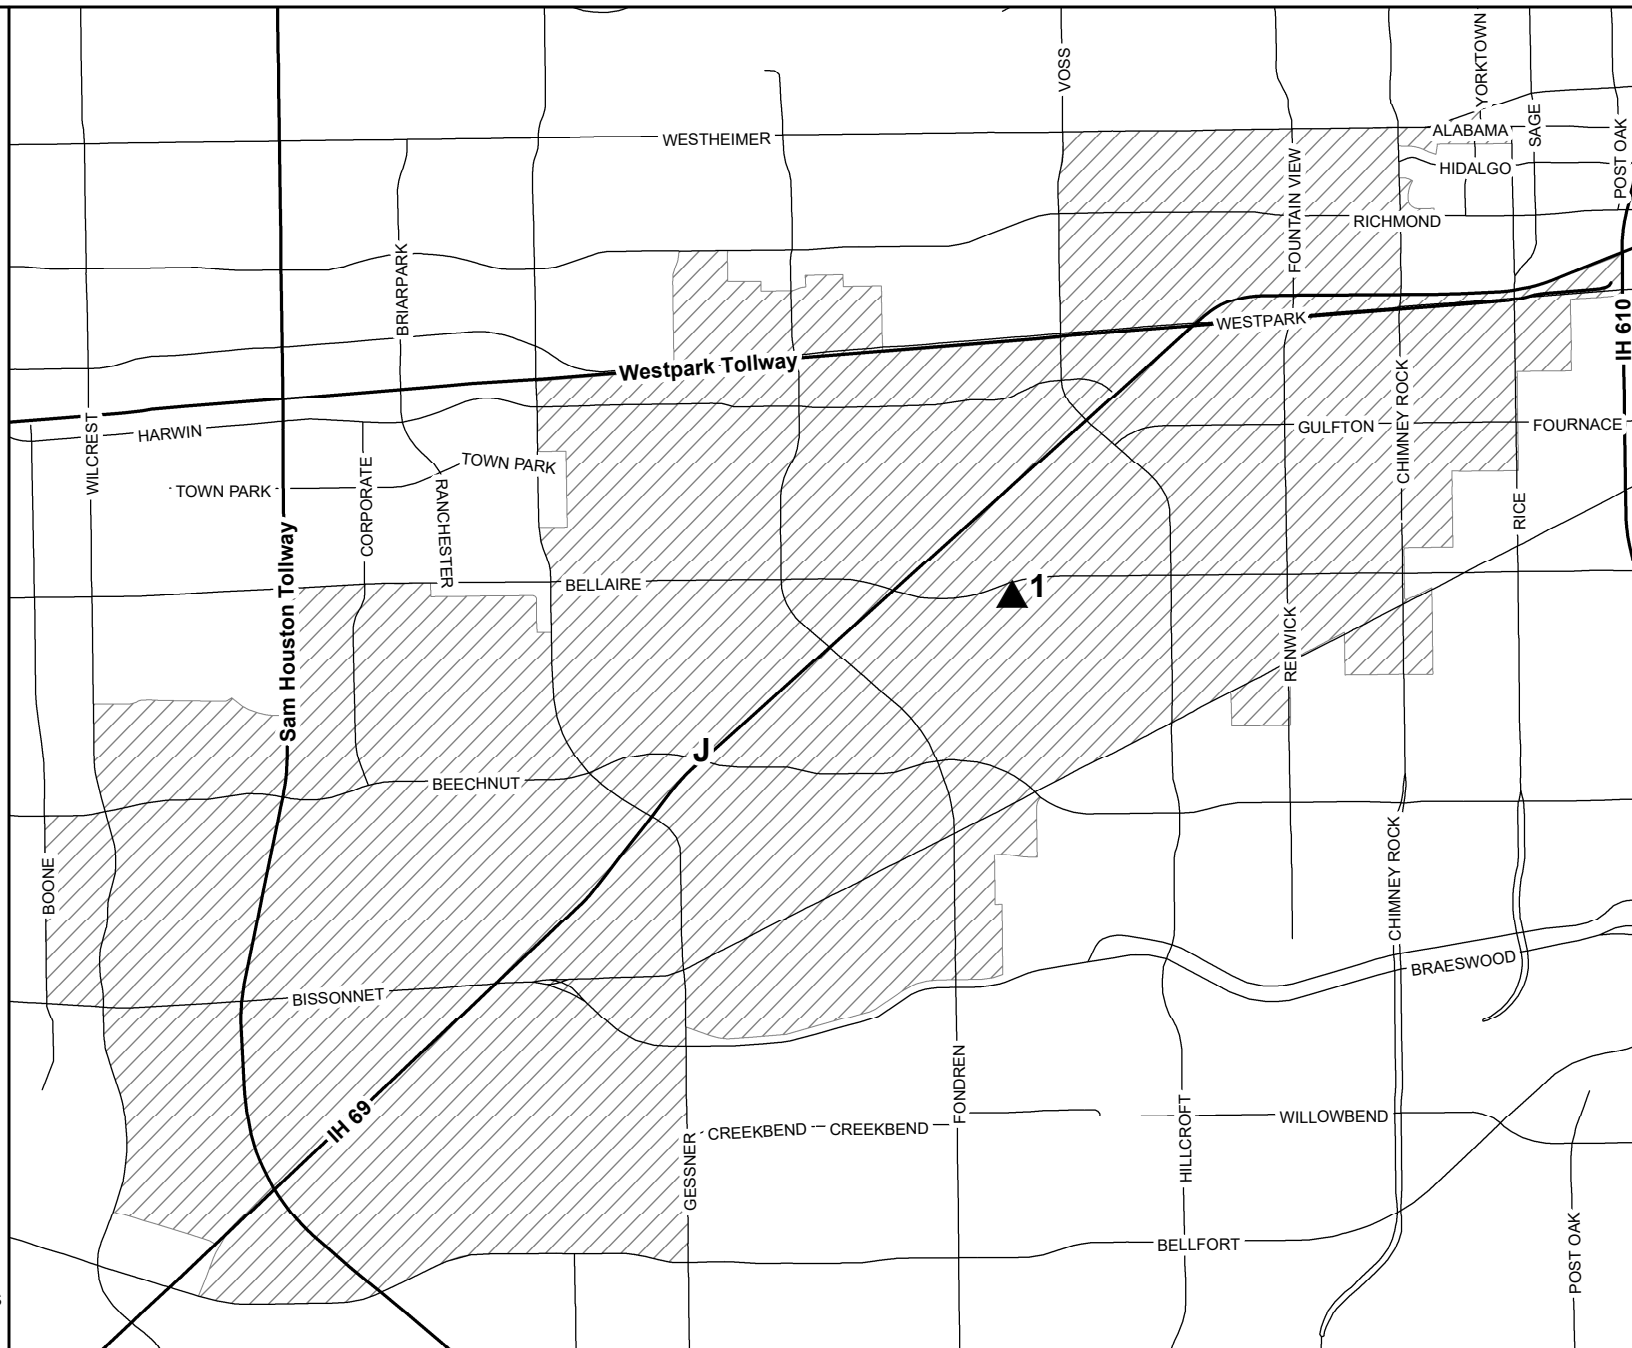 YORKTOWN
VOSS
SAGE
ALABAMA
WESTHEIMER
POST OAK
HIDALGO
FOUNTAIN VIEW
RICHMOND
BRIARPARK
WESTPARK
IH 610
Westpark Tollway
CHIMNEY ROCK
WILCREST
HARWIN
GULFTON
FOURNACE
TOWN PARK
TOWN PARK
CORPORATE
RANCHESTER
RICE
Sam Houston Tollway
BELLAIRE
1
RENWICK
J
BEECHNUT
BOONE
CHIMNEY ROCK
BRAESWOOD
BISSONNET
FONDREN
IH 69
CREEKBEND
CREEKBEND
WILLOWBEND
GESSNER
HILLCROFT
BELLFORT
POST OAK